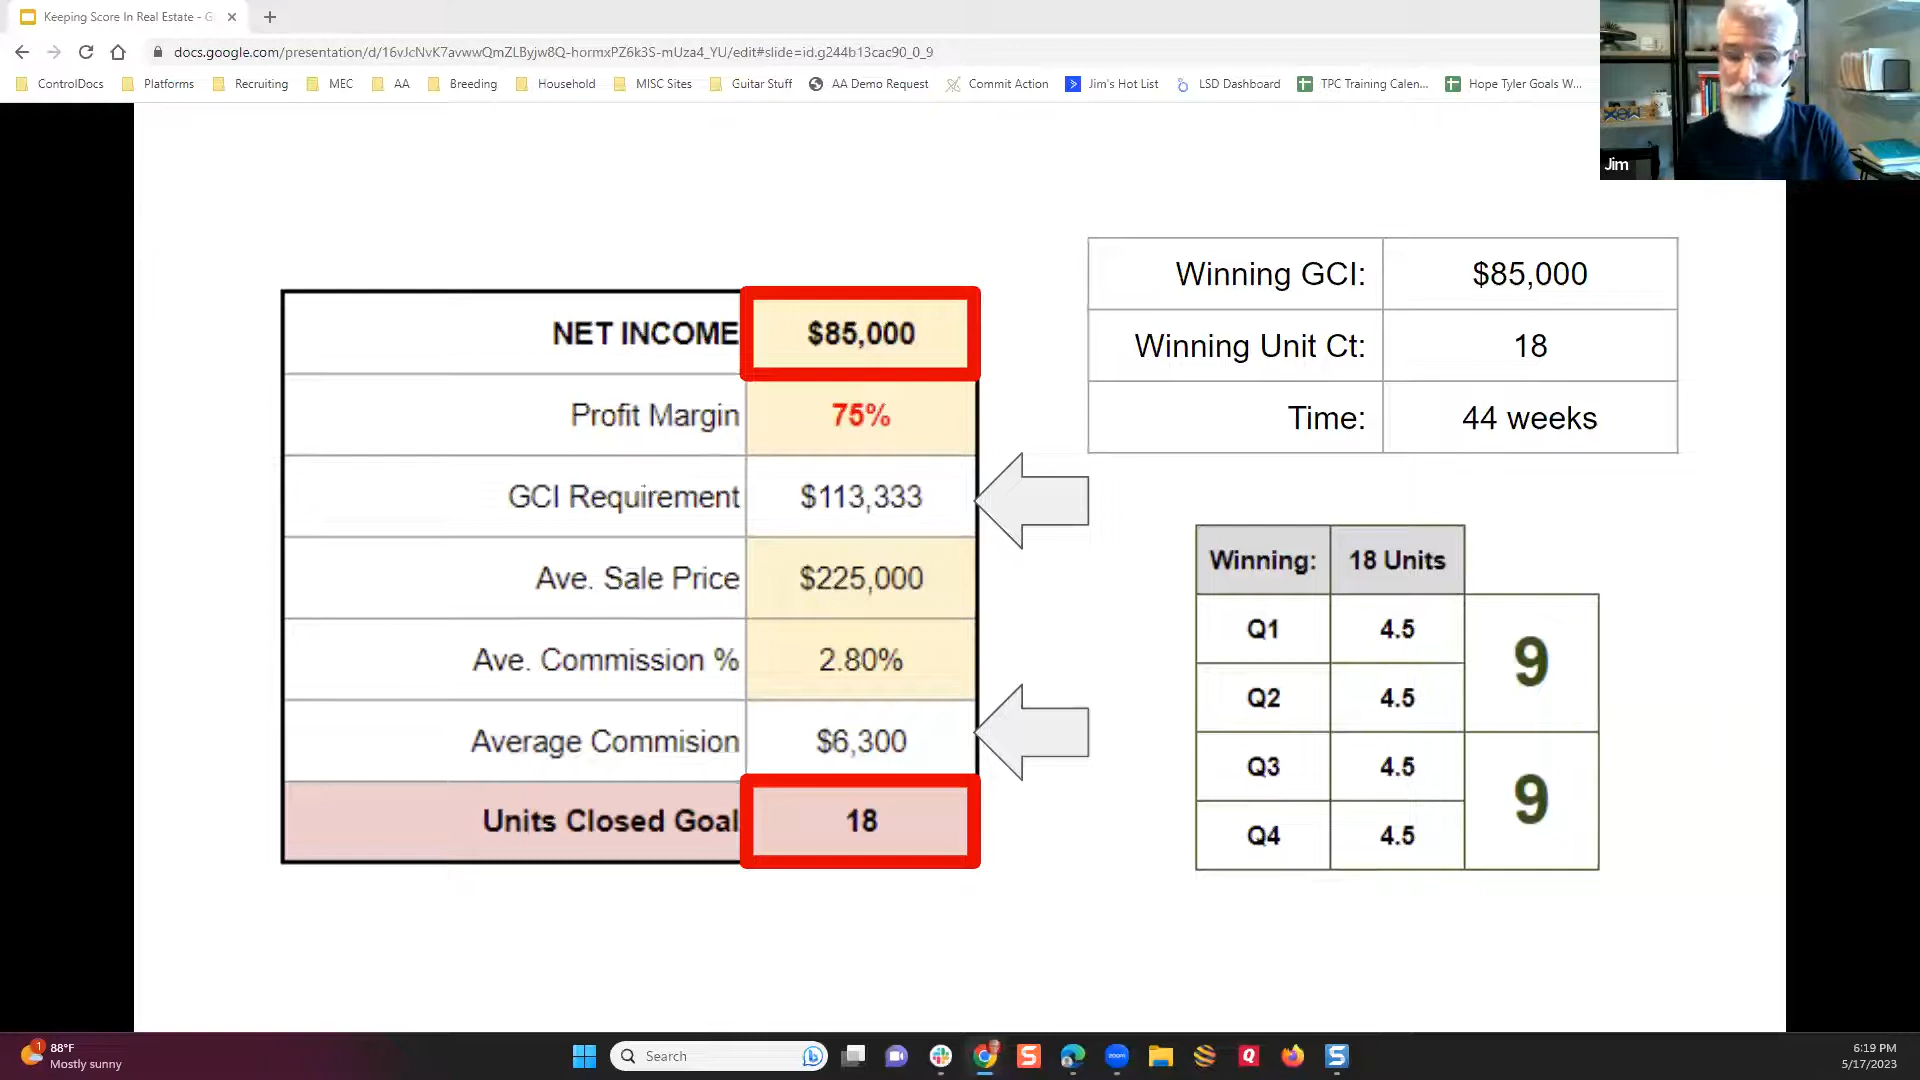 Keeping Score In Real Estate - G
docs.google.com/presentation/d/16vJcNvK7avwwQmZLByjw8Q-hormxPZ6k3S-mUza4_YU/edit#slide=id.g244b13cac90_0_9
ControlDocs Platforms Recruiting MEC AA Breeding Household MISC Sites Guitar Stuff AA Demo Request Commit Action Jim's Hot List LSD Dashboard TPC Training Calen... Hope Tyler Goals W...
Jim
NET INCOME $85,000
Profit Margin 75%
GCI Requirement $113,333
Ave. Sale Price $225,000
Ave. Commission % 2.80%
Average Commision $6,300
Units Closed Goal 18
Winning GCI: $85,000
Winning Unit Ct: 18
Time: 44 weeks
Winning: 18 Units
Q1 4.5
9
Q2 4.5
Q3 4.5
9
Q4 4.5
1
88°F
Mostly sunny
Search
zoom
6:19 PM
5/17/2023